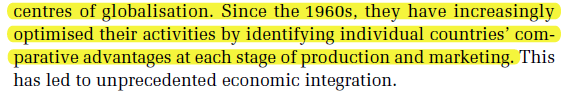 centres of globalisation. Since the 1960s, they have increasingly
optimised their activities by identifying individual countries’ com-
parative advantages at each stage of production and marketing. This
has led to unprecedented economic integration.